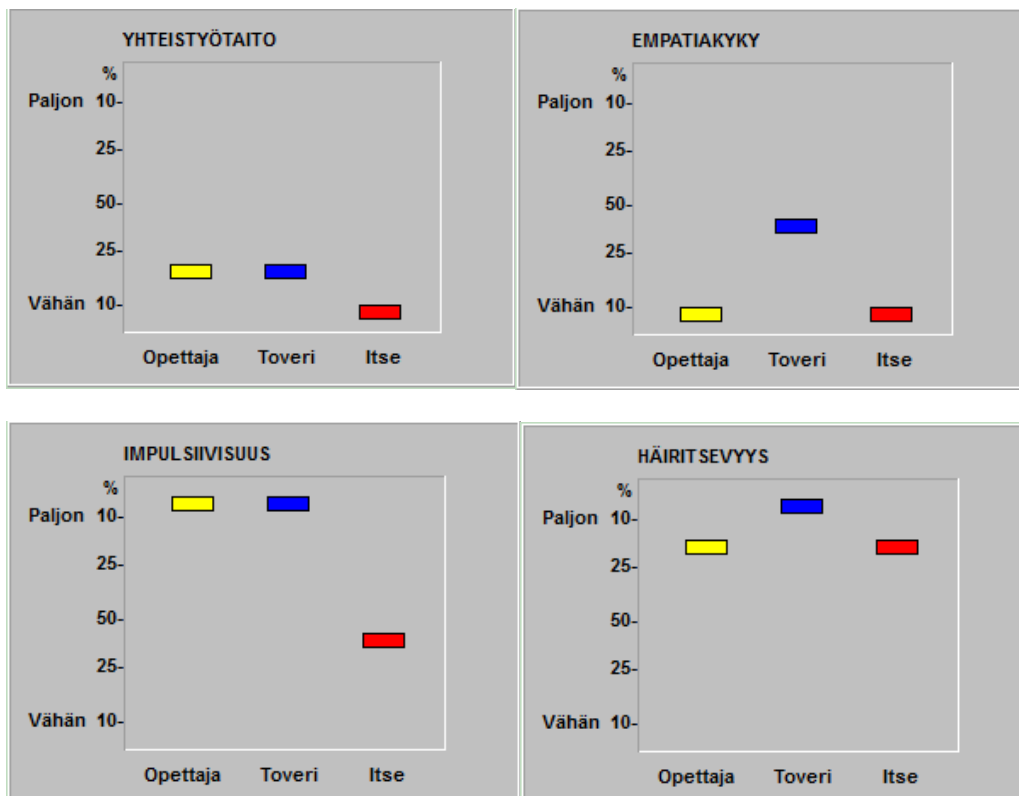 YHTEISTYÖTAITO
%
Paljon 10-
25-
50-
25-
Vähän 10-
Opettaja Toveri Itse
EMPATIAKYKY
%
Paljon 10-
25-
50-
25-
Vähän 10-
Opettaja Toveri Itse
IMPULSIIVISUUS
%
Paljon 10-
25-
50-
25-
Vähän 10-
Opettaja Toveri Itse
HÄIRITSEVYYS
%
Paljon 10-
25-
50-
25-
Vähän 10-
Opettaja Toveri Itse